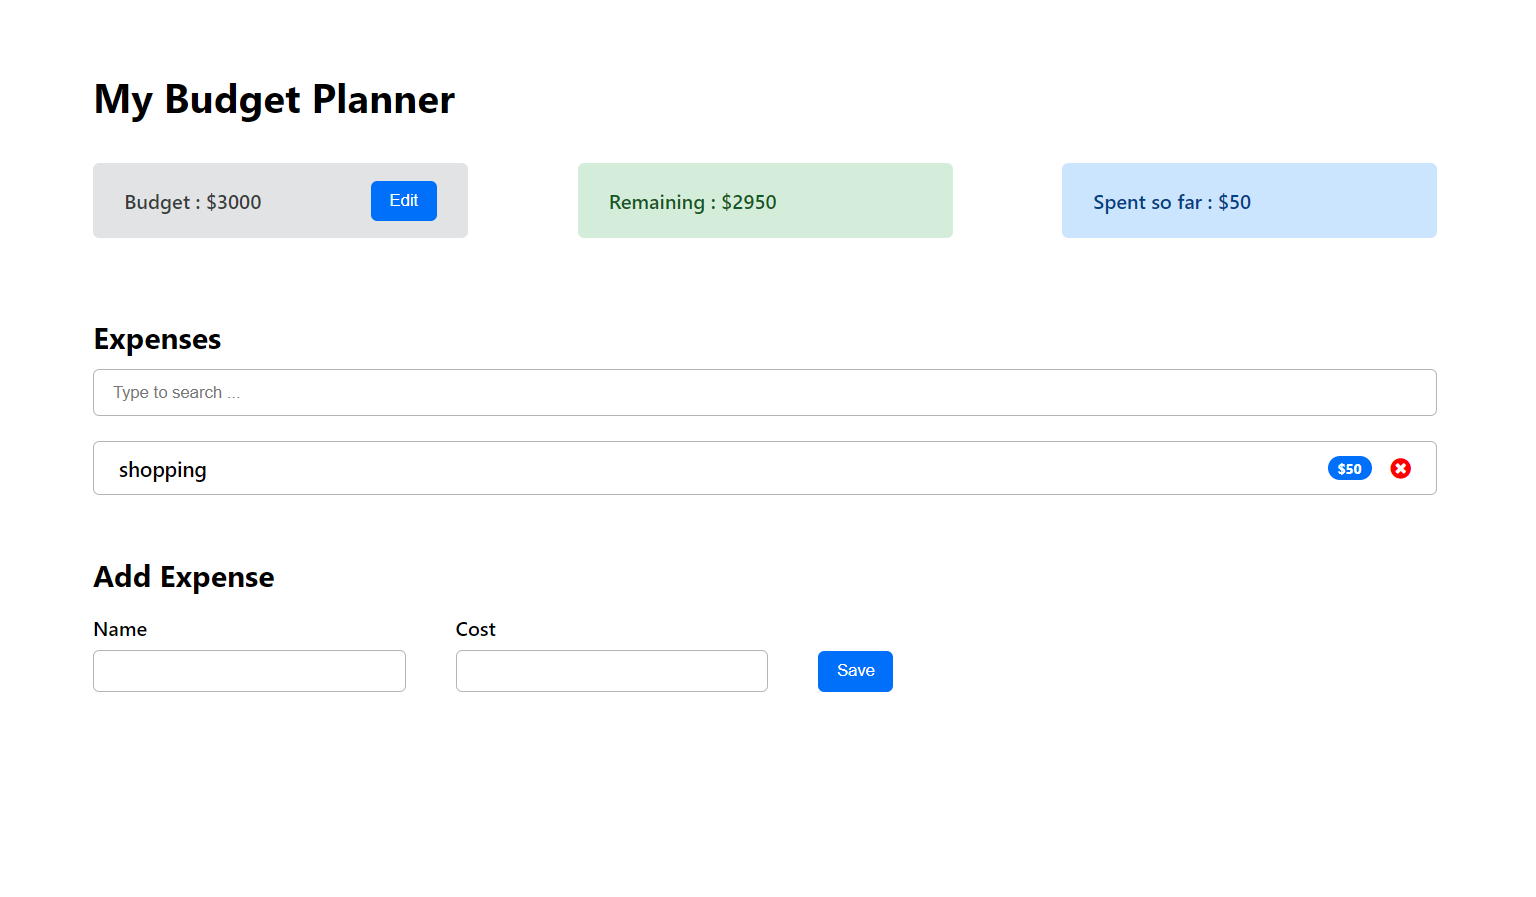 My Budget Planner
Budget : $3000
Edit
Remaining : $2950
Spent so far : $50
Expenses
Type to search ...
shopping
$50
Add Expense
Name
Cost
Save